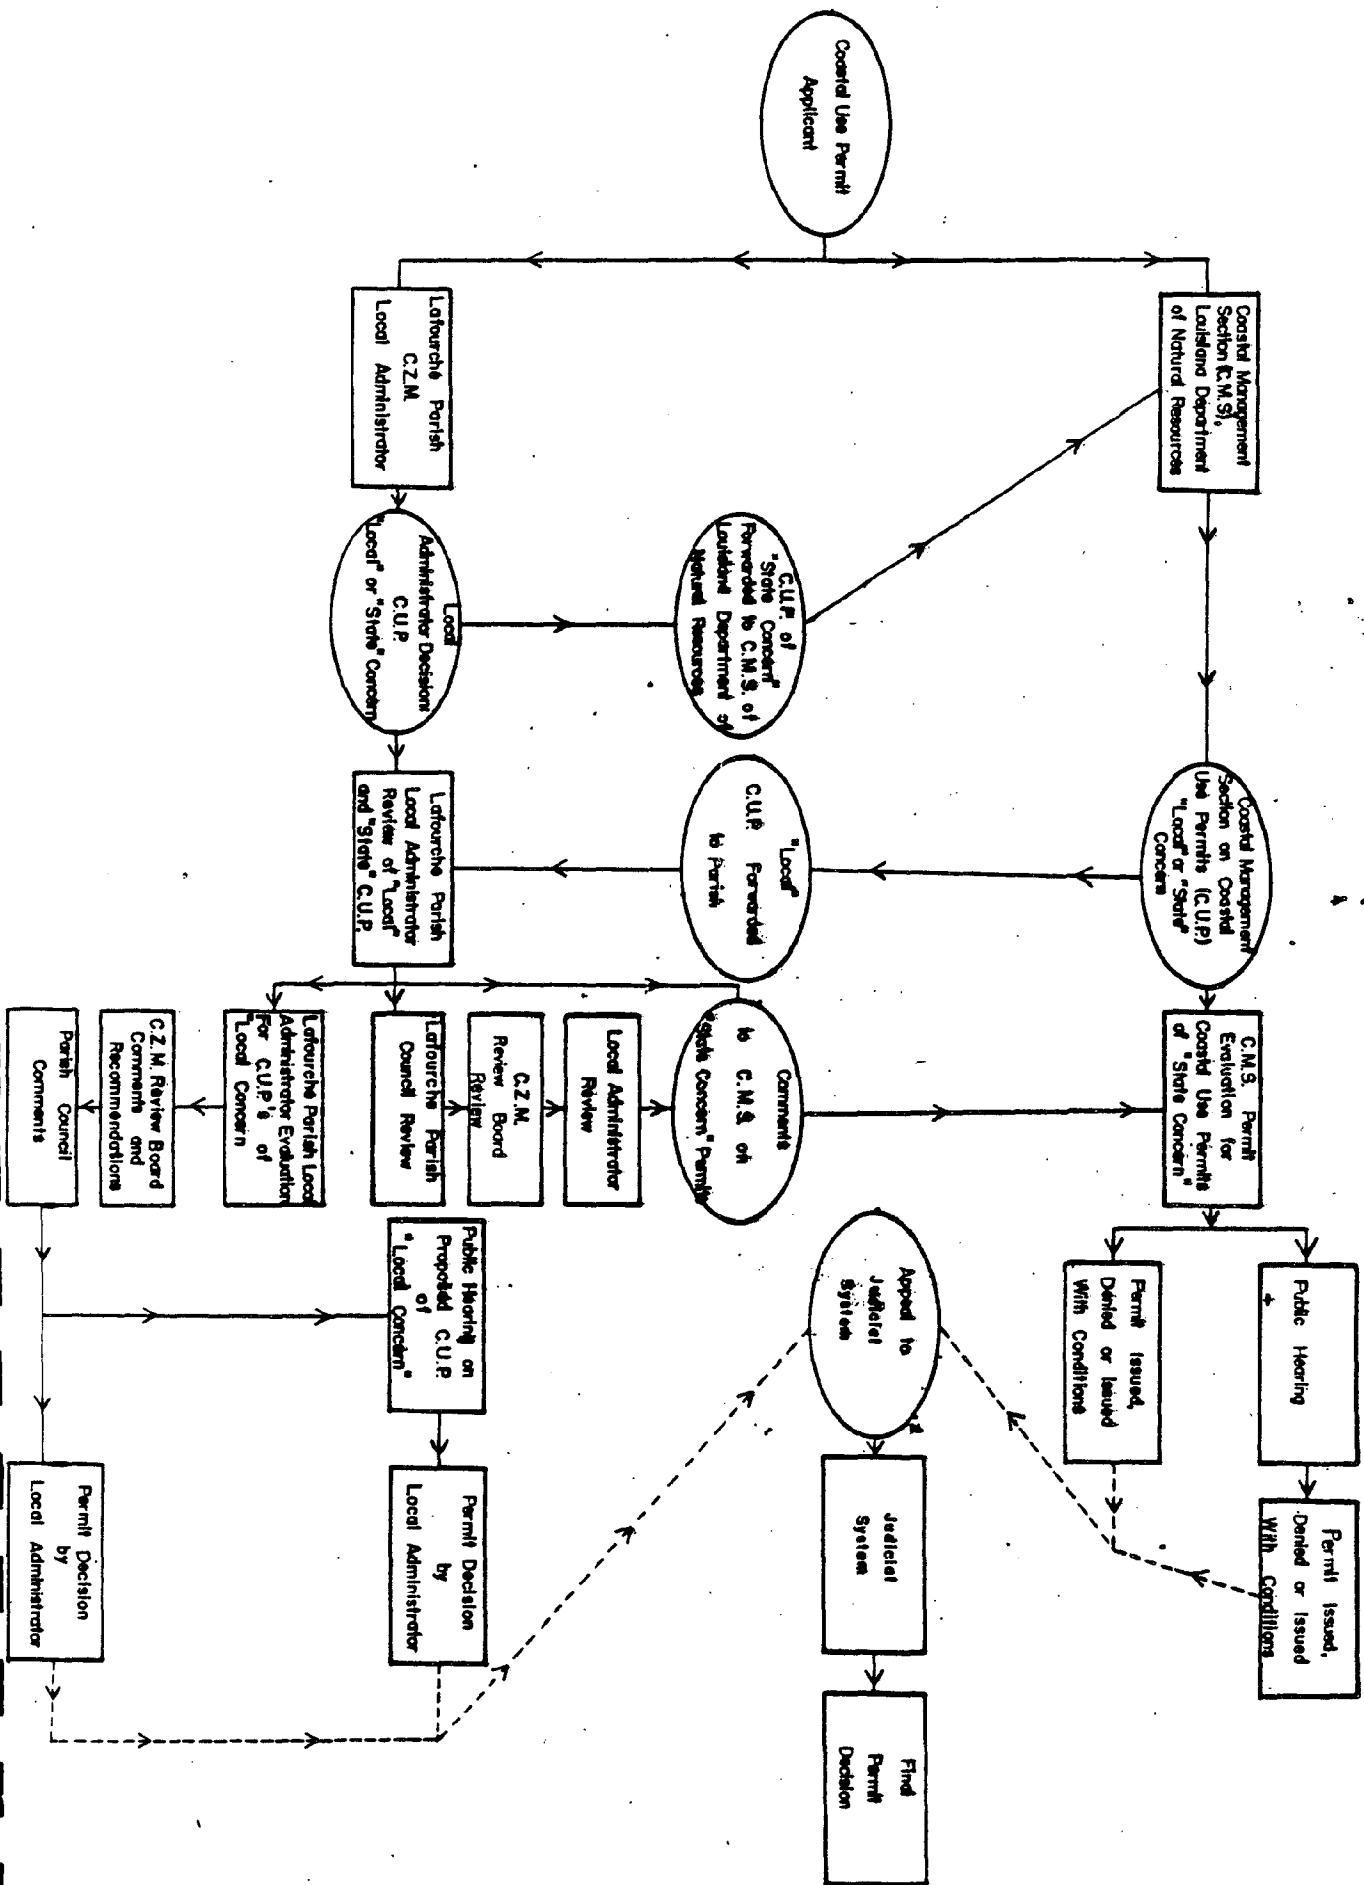 Coastal Use Permit
Applicant
Coastal Management
Section (C.M.S),
Louisiana Department
of Natural Resources
Lafourche Parish
C.Z.M.
Local Administrator
Local
Administrator Decision:
C.U.P.
"Local" or "State" Concern
C.U.P. of
"State Concern"
Forwarded to C.M.S. of
Louisiana Department of
Natural Resources
Coastal Management
Section on Coastal
Use Permits (C.U.P.)
"Local" or "State"
Concern
"Local"
C.U.P. Forwarded
to Parish
Lafourche Parish
Local Administrator
Review of "Local"
and "State" C.U.P.
C.M.S. Permit
Evaluation for
Coastal Use Permits
of "State Concern"
Comments
to C.M.S. on
"State Concern" Permits
Local Administrator
Review
C.Z.M.
Review Board
Review
Lafourche Parish
Council Review
Lafourche Parish Local
Administrator Evaluation
For C.U.P.'s of
"Local Concern
C.Z.M. Review Board
Comments and
Recommendations
Parish Council
Comments
Public Hearing
Permit Issued,
Denied or Issued
With Conditions
Permit Issued,
Denied or Issued
With Conditions
Appeal to
Judicial
System
Judicial
System
Final
Permit
Decision
Public Hearing on
Proposed C.U.P.
of
"Local Concern"
Permit Decision
by
Local Administrator
Permit Decision
by
Local Administrator